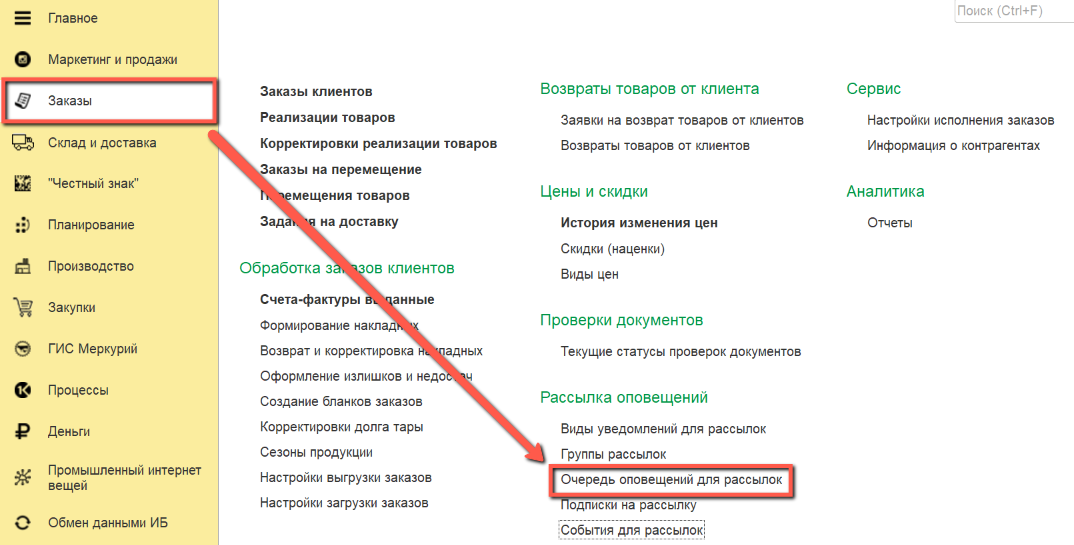 Главное
Маркетинг и продажи
Заказы
Склад и доставка
"Честный знак"
Планирование
Производство
Закупки
ГИС Меркурий
Процессы
Деньги
Промышленный интернет
вещей
Обмен данными ИБ
Поиск (Ctrl+F)
Заказы клиентов
Реализации товаров
Корректировки реализации товаров
Заказы на перемещение
Перемещения товаров
Задания на доставку
Обработка заказов клиентов
Счета-фактуры выданные
Формирование накладных
Возврат и корректировка накладных
Оформление излишков и недостач
Создание бланков заказов
Корректировки долга тары
Сезоны продукции
Настройки выгрузки заказов
Настройки загрузки заказов
Возвраты товаров от клиента
Заявки на возврат товаров от клиентов
Возвраты товаров от клиентов
Цены и скидки
История изменения цен
Скидки (наценки)
Виды цен
Проверки документов
Текущие статусы проверок документов
Рассылка оповещений
Виды уведомлений для рассылок
Группы рассылок
Очередь оповещений для рассылок
Подписки на рассылку
События для рассылок
Сервис
Настройки исполнения заказов
Информация о контрагентах
Аналитика
Отчеты